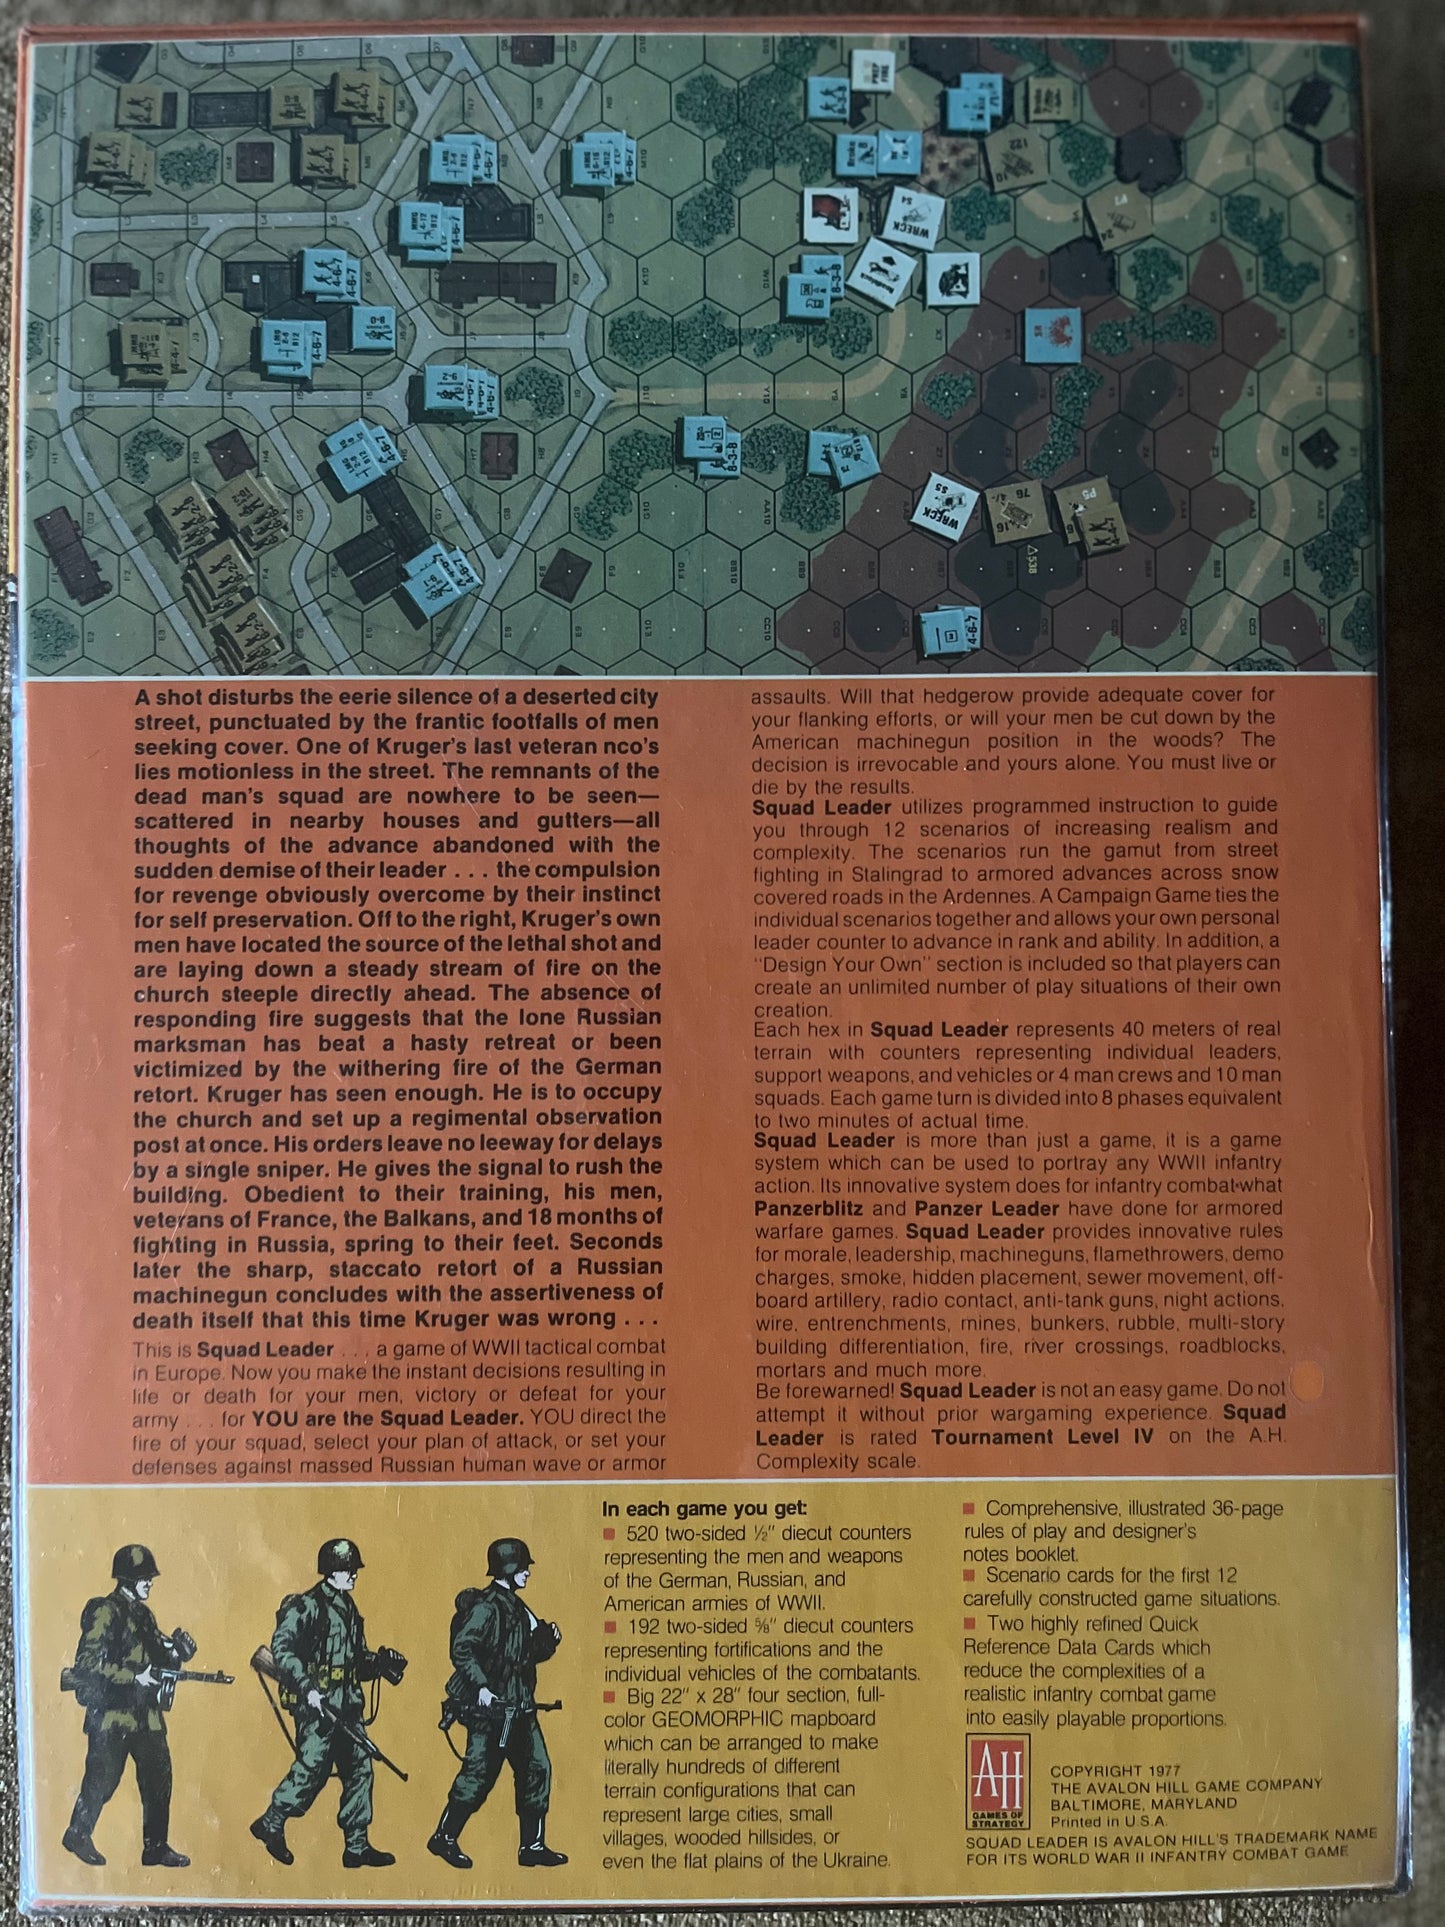 PREP
FIRE
WRECK
S4
WRECK
S5
A shot disturbs the eerie silence of a deserted city
street, punctuated by the frantic footfalls of men
seeking cover. One of Kruger's last veteran nco's
lies motionless in the street. The remnants of the
dead man's squad are nowhere to be seen—
scattered in nearby houses and gutters—all
thoughts of the advance abandoned with the
sudden demise of their leader . . . the compulsion
for revenge obviously overcome by their instinct
for self preservation. Off to the right, Kruger's own
men have located the source of the lethal shot and
are laying down a steady stream of fire on the
church steeple directly ahead. The absence of
responding fire suggests that the lone Russian
marksman has beat a hasty retreat or been
victimized by the withering fire of the German
retort. Kruger has seen enough. He is to occupy
the church and set up a regimental observation
post at once. His orders leave no leeway for delays
by a single sniper. He gives the signal to rush the
building. Obedient to their training, his men,
veterans of France, the Balkans, and 18 months of
fighting in Russia, spring to their feet. Seconds
later the sharp, staccato retort of a Russian
machinegun concludes with the assertiveness of
death itself that this time Kruger was wrong . . .
This is Squad Leader . . . a game of WWII tactical combat
in Europe. Now you make the instant decisions resulting in
life or death for your men, victory or defeat for your
army . . . for YOU are the Squad Leader. YOU direct the
fire of your squad, select your plan of attack, or set your
defenses against massed Russian human wave or armor
assaults. Will that hedgerow provide adequate cover for
your flanking efforts, or will your men be cut down by the
American machinegun position in the woods? The
decision is irrevocable and yours alone. You must live or
die by the results.
Squad Leader utilizes programmed instruction to guide
you through 12 scenarios of increasing realism and
complexity. The scenarios run the gamut from street
fighting in Stalingrad to armored advances across snow
covered roads in the Ardennes. A Campaign Game ties the
individual scenarios together and allows your own personal
leader counter to advance in rank and ability. In addition, a
"Design Your Own" section is included so that players can
create an unlimited number of play situations of their own
creation.
Each hex in Squad Leader represents 40 meters of real
terrain with counters representing individual leaders,
support weapons, and vehicles or 4 man crews and 10 man
squads. Each game turn is divided into 8 phases equivalent
to two minutes of actual time.
Squad Leader is more than just a game, it is a game
system which can be used to portray any WWII infantry
action. Its innovative system does for infantry combat what
Panzerblitz and Panzer Leader have done for armored
warfare games. Squad Leader provides innovative rules
for morale, leadership, machineguns, flamethrowers, demo
charges, smoke, hidden placement, sewer movement, off-
board artillery, radio contact, anti-tank guns, night actions,
wire, entrenchments, mines, bunkers, rubble, multi-story
building differentiation, fire, river crossings, roadblocks,
mortars and much more.
Be forewarned! Squad Leader is not an easy game. Do not
attempt it without prior wargaming experience. Squad
Leader is rated Tournament Level IV on the A.H.
Complexity scale.
In each game you get:
520 two-sided ½" diecut counters
representing the men and weapons
of the German, Russian, and
American armies of WWII.
192 two-sided ⅝" diecut counters
representing fortifications and the
individual vehicles of the combatants.
Big 22" x 28" four section, full-
color GEOMORPHIC mapboard
which can be arranged to make
literally hundreds of different
terrain configurations that can
represent large cities, small
villages, wooded hillsides, or
even the flat plains of the Ukraine.
Comprehensive, illustrated 36-page
rules of play and designer's
notes booklet.
Scenario cards for the first 12
carefully constructed game situations.
Two highly refined Quick
Reference Data Cards which
reduce the complexities of a
realistic infantry combat game
into easily playable proportions.
AH
GAMES OF
STRATEGY
COPYRIGHT 1977
THE AVALON HILL GAME COMPANY
BALTIMORE, MARYLAND
Printed in U.S.A.
SQUAD LEADER IS AVALON HILL'S TRADEMARK NAME
FOR ITS WORLD WAR II INFANTRY COMBAT GAME